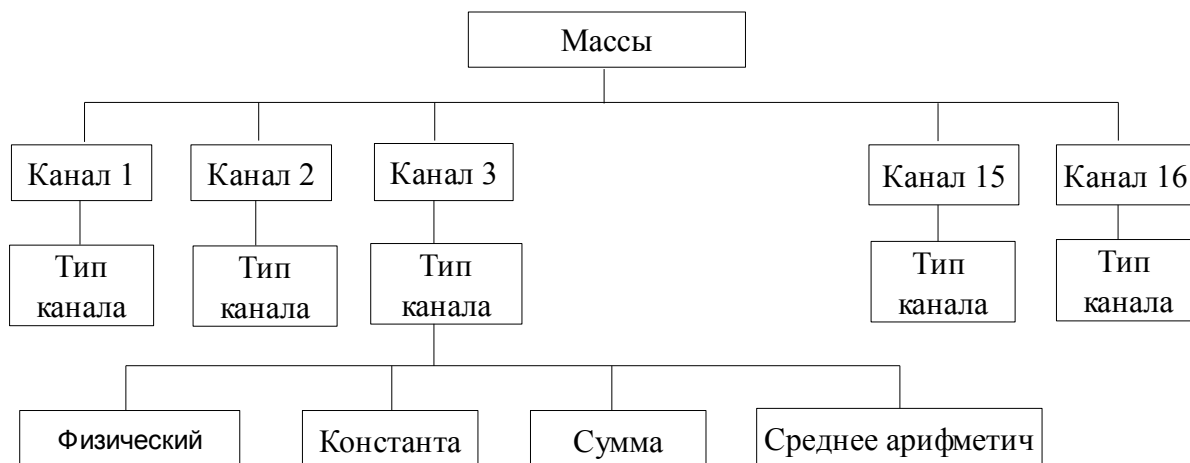 Массы
Канал 1
Канал 2
Канал 3
Канал 15
Канал 16
Тип
канала
Тип
канала
Тип
канала
Тип
канала
Тип
канала
Физический
Константа
Сумма
Среднее арифметич